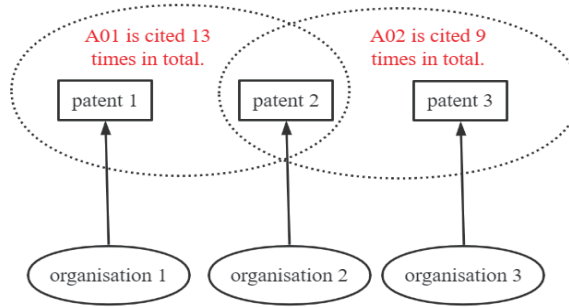 A01 is cited 13
times in total.
A02 is cited 9
times in total.
patent 1
patent 2
patent 3
organisation 1
organisation 2
organisation 3